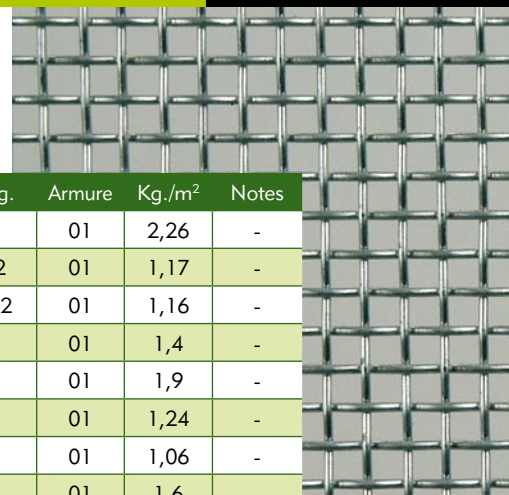 g. Armure Kg./m² Notes
01 2,26 -
2 01 1,17 -
2 01 1,16 -
01 1,4 -
01 1,9 -
01 1,24 -
01 1,06 -
01 1,6